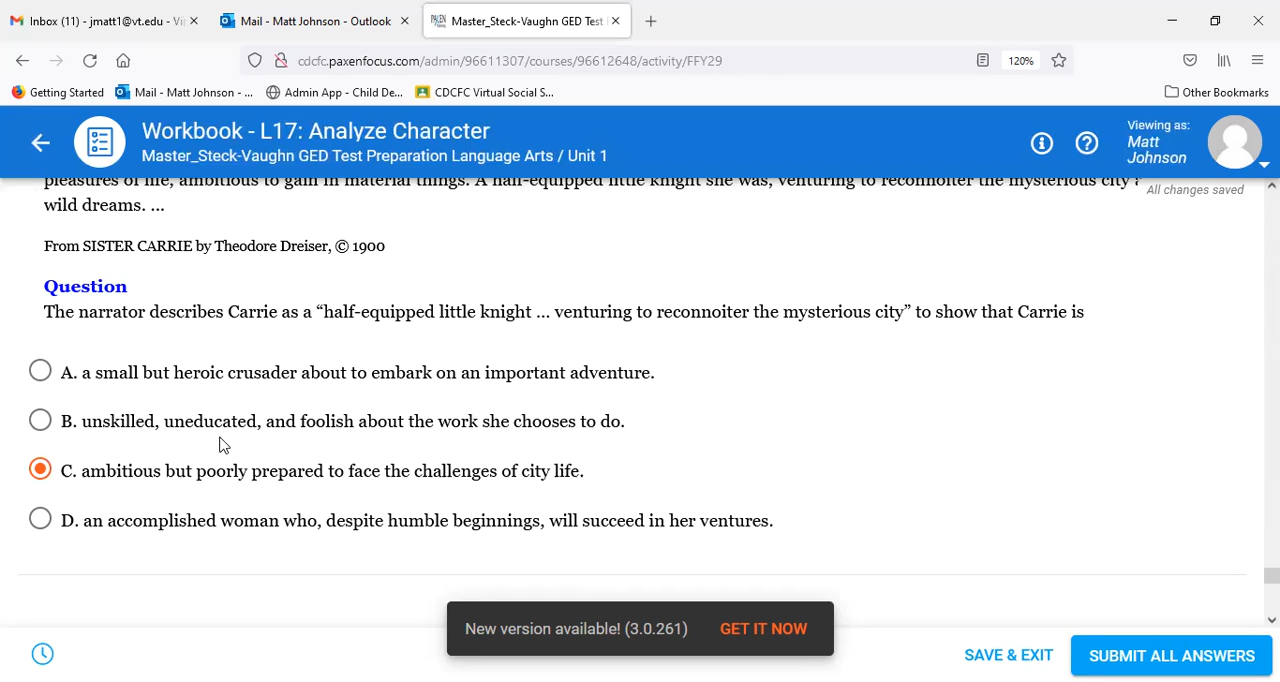 Inbox (11) - jmatt1@vt.edu - Vi
Mail - Matt Johnson - Outlook
PAXEN
Master_Steck-Vaughn GED Test
cdcfc.paxenfocus.com/admin/96611307/courses/96612648/activity/FFY29
120%
Getting Started
Mail - Matt Johnson - ...
Admin App - Child De...
CDCFC Virtual Social S...
Other Bookmarks
Workbook - L17: Analyze Character
Master_Steck-Vaughn GED Test Preparation Language Arts / Unit 1
Viewing as:
Matt
Johnson
pleasures of life, ambitious to gain in material things. A half-equipped little knight she was, venturing to reconnoiter the mysterious city
All changes saved
wild dreams. ...
From SISTER CARRIE by Theodore Dreiser, © 1900
Question
The narrator describes Carrie as a “half-equipped little knight ... venturing to reconnoiter the mysterious city” to show that Carrie is
A. a small but heroic crusader about to embark on an important adventure.
B. unskilled, uneducated, and foolish about the work she chooses to do.
C. ambitious but poorly prepared to face the challenges of city life.
D. an accomplished woman who, despite humble beginnings, will succeed in her ventures.
New version available! (3.0.261)
GET IT NOW
SAVE & EXIT
SUBMIT ALL ANSWERS